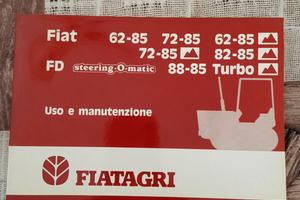 Fiat 62-85 72-85 62-85
72-85 82-85
FD steering-O-matic 88-85 Turbo
Uso e manutenzione
FIATAGRI